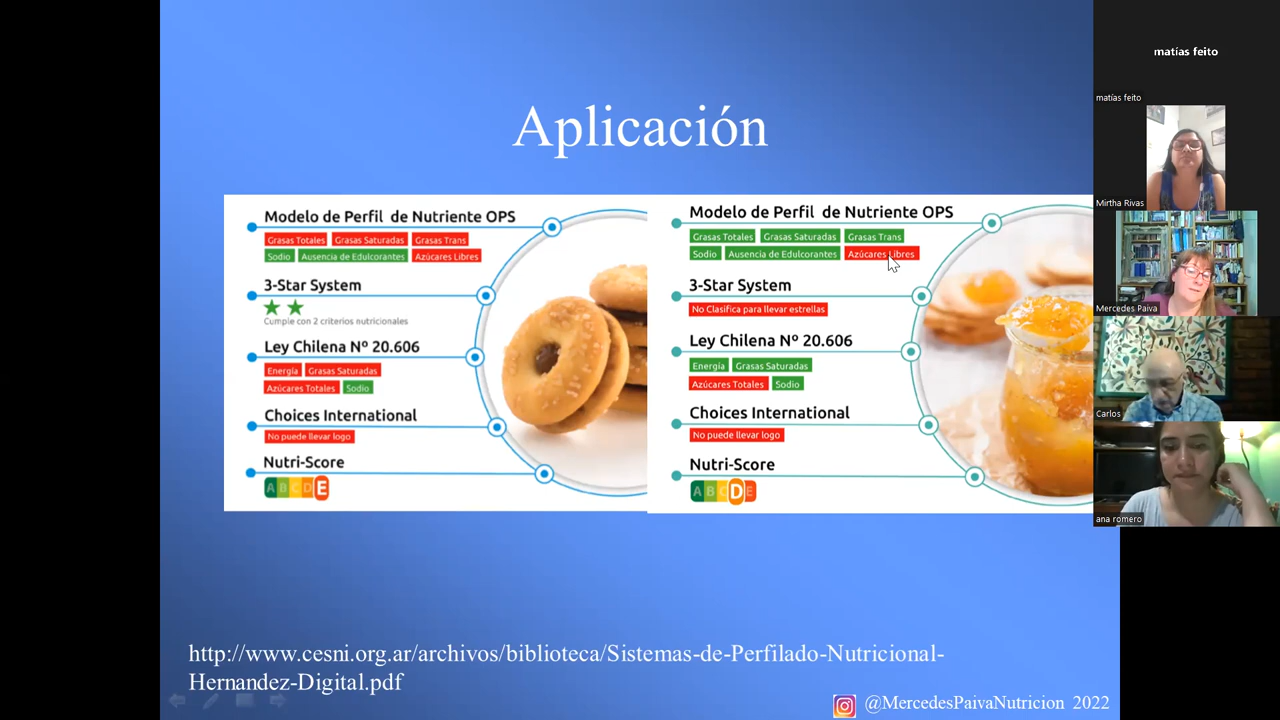 Aplicación
Modelo de Perfil de Nutriente OPS
Grasas Totales Grasas Saturadas Grasas Trans
Sodio Ausencia de Edulcorantes Azúcares Libres
3-Star System
Cumple con 2 criterios nutricionales
Ley Chilena Nº 20.606
Energía Grasas Saturadas
Azúcares Totales Sodio
Choices International
No puede llevar logo
Nutri-Score
A B C D E
Modelo de Perfil de Nutriente OPS
Grasas Totales Grasas Saturadas Grasas Trans
Sodio Ausencia de Edulcorantes Azúcares Libres
3-Star System
No Clasifica para llevar estrellas
Ley Chilena Nº 20.606
Energía Grasas Saturadas
Azúcares Totales Sodio
Choices International
No puede llevar logo
Nutri-Score
A B C D E
http://www.cesni.org.ar/archivos/biblioteca/Sistemas-de-Perfilado-Nutricional-
Hernandez-Digital.pdf
@MercedesPaivaNutricion 2022
matías feito
matías feito
Mirtha Rivas
Mercedes Paiva
Carlos
ana romero